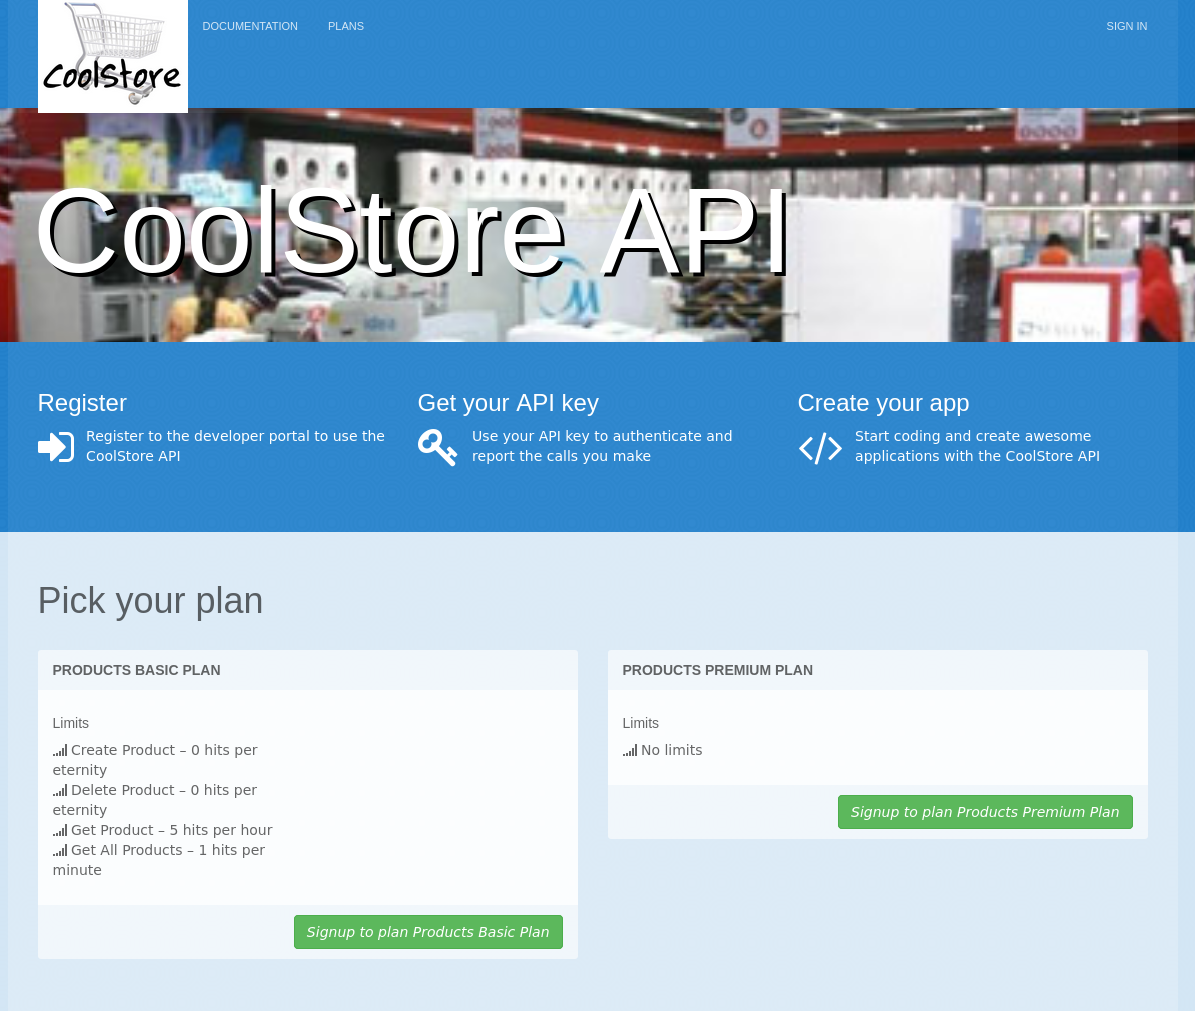 CoolStore
DOCUMENTATION
PLANS
SIGN IN
CoolStore API
Register
Register to the developer portal to use the
CoolStore API
Get your API key
Use your API key to authenticate and
report the calls you make
Create your app
Start coding and create awesome
applications with the CoolStore API
Pick your plan
PRODUCTS BASIC PLAN
Limits
Create Product – 0 hits per
eternity
Delete Product – 0 hits per
eternity
Get Product – 5 hits per hour
Get All Products – 1 hits per
minute
Signup to plan Products Basic Plan
PRODUCTS PREMIUM PLAN
Limits
No limits
Signup to plan Products Premium Plan